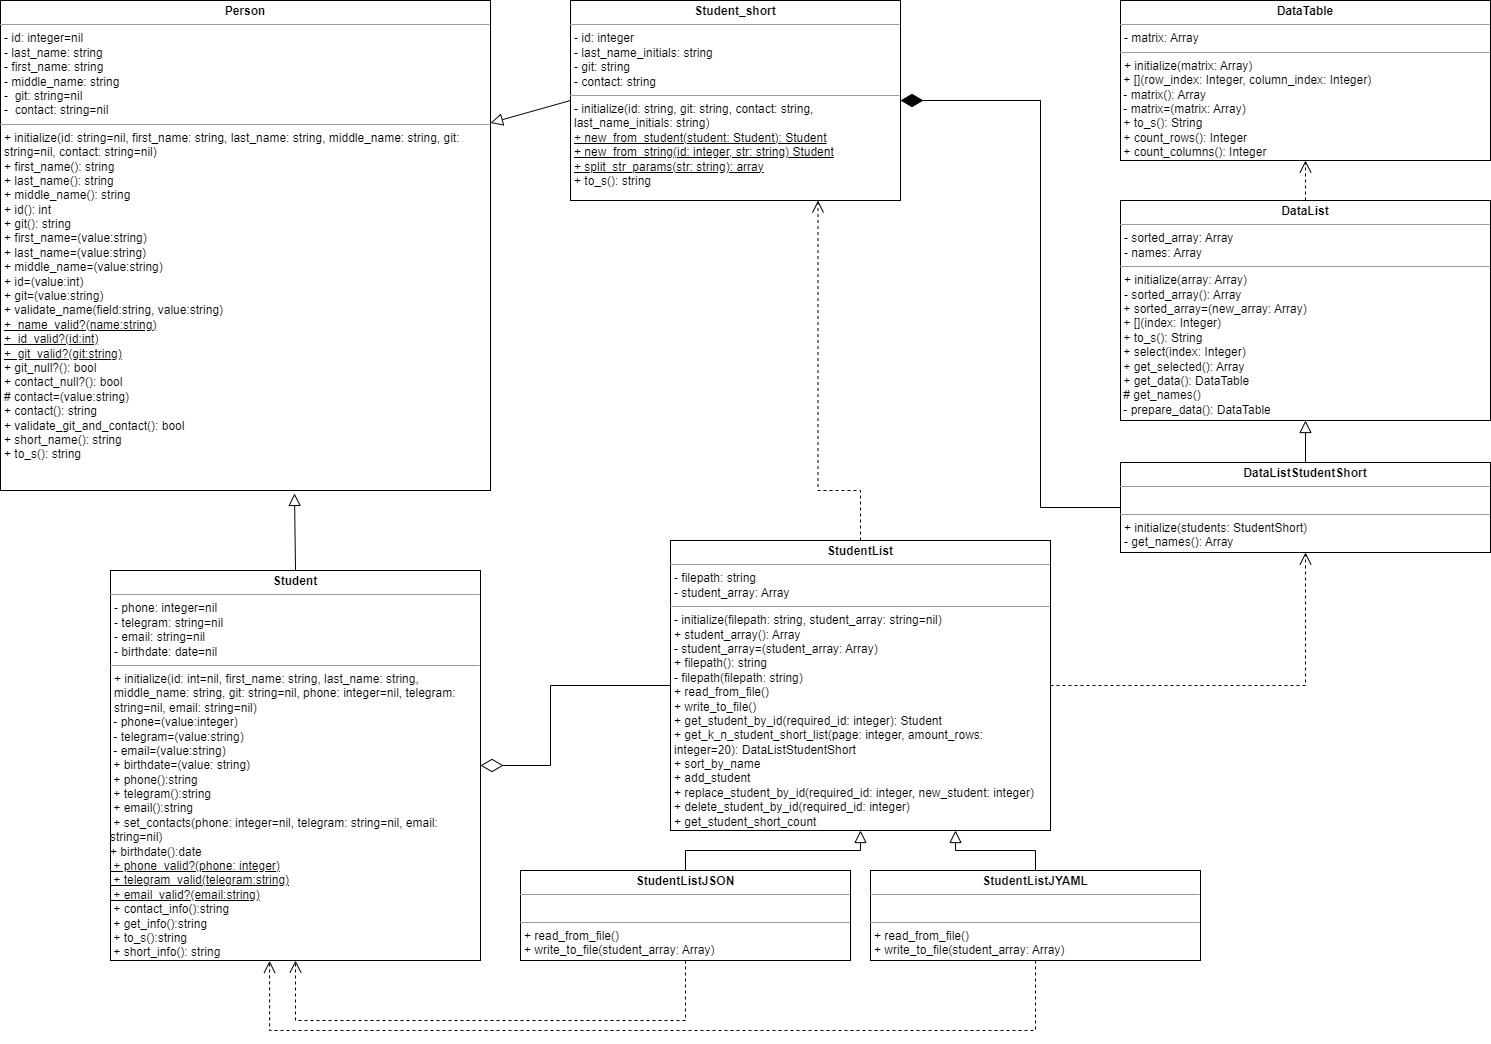 Person
- id: integer=nil
- last_name: string
- first_name: string
- middle_name: string
- git: string=nil
- contact: string=nil
+ initialize(id: string=nil, first_name: string, last_name: string, middle_name: string, git:
string=nil, contact: string=nil)
+ first_name(): string
+ last_name(): string
+ middle_name(): string
+ id(): int
+ git(): string
+ first_name=(value:string)
+ last_name=(value:string)
+ middle_name=(value:string)
+ id=(value:int)
+ git=(value:string)
+ validate_name(field:string, value:string)
+ _name_valid?(name:string)
+ _id_valid?(id:int)
+ _git_valid?(git:string)
+ git_null?(): bool
+ contact_null?(): bool
# contact=(value:string)
+ contact(): string
+ validate_git_and_contact(): bool
+ short_name(): string
+ to_s(): string
Student_short
- id: integer
- last_name_initials: string
- git: string
- contact: string
- initialize(id: string, git: string, contact: string,
last_name_initials: string)
+ new_from_student(student: Student): Student
+ new_from_string(id: integer, str: string) Student
+ split_str_params(str: string): array
+ to_s(): string
DataTable
- matrix: Array
+ initialize(matrix: Array)
+ [](row_index: Integer, column_index: Integer)
- matrix(): Array
- matrix=(matrix: Array)
+ to_s(): String
+ count_rows(): Integer
+ count_columns(): Integer
DataList
- sorted_array: Array
- names: Array
+ initialize(array: Array)
- sorted_array(): Array
+ sorted_array=(new_array: Array)
+ [](index: Integer)
+ to_s(): String
+ select(index: Integer)
+ get_selected(): Array
+ get_data(): DataTable
# get_names()
- prepare_data(): DataTable
DataListStudentShort
+ initialize(students: StudentShort)
- get_names(): Array
Student
- phone: integer=nil
- telegram: string=nil
- email: string=nil
- birthdate: date=nil
+ initialize(id: int=nil, first_name: string, last_name: string,
middle_name: string, git: string=nil, phone: integer=nil, telegram:
string=nil, email: string=nil)
- phone=(value:integer)
- telegram=(value:string)
- email=(value:string)
+ birthdate=(value: string)
+ phone():string
+ telegram():string
+ email():string
+ set_contacts(phone: integer=nil, telegram: string=nil, email:
string=nil)
+ birthdate():date
+ phone_valid?(phone: integer)
+ telegram_valid(telegram:string)
+ email_valid?(email:string)
+ contact_info():string
+ get_info():string
+ to_s():string
+ short_info(): string
StudentList
- filepath: string
- student_array: Array
- initialize(filepath: string, student_array: string=nil)
+ student_array(): Array
- student_array=(student_array: Array)
+ filepath(): string
- filepath(filepath: string)
+ read_from_file()
+ write_to_file()
+ get_student_by_id(required_id: integer): Student
+ get_k_n_student_short_list(page: integer, amount_rows:
integer=20): DataListStudentShort
+ sort_by_name
+ add_student
+ replace_student_by_id(required_id: integer, new_student: integer)
+ delete_student_by_id(required_id: integer)
+ get_student_short_count
StudentListJSON
+ read_from_file()
+ write_to_file(student_array: Array)
StudentListJYAML
+ read_from_file()
+ write_to_file(student_array: Array)